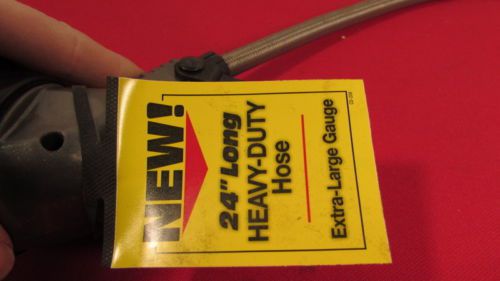 NEW!
24" Long
HEAVY-DUTY
Hose
Extra-Large Gauge